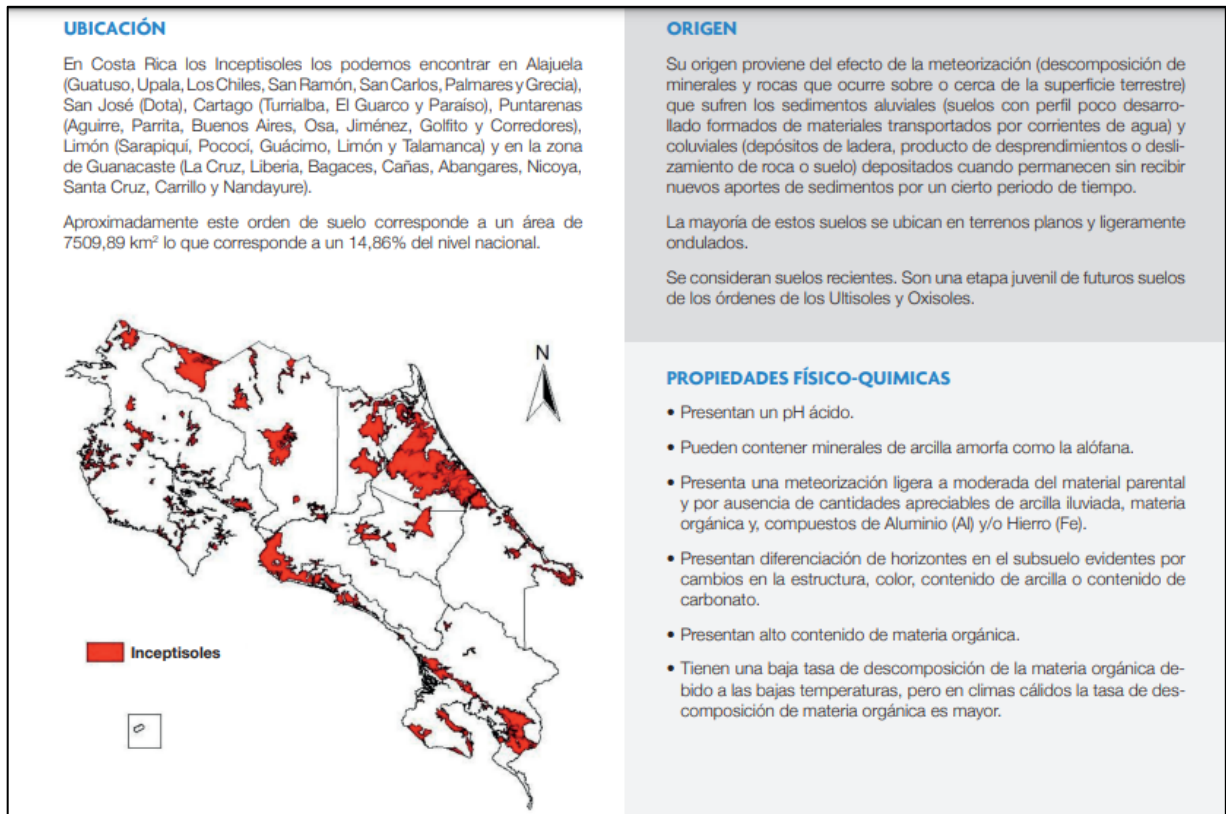 UBICACIÓN
En Costa Rica los Inceptisoles los podemos encontrar en Alajuela
(Guatuso, Upala, Los Chiles, San Ramón, San Carlos, Palmares y Grecia),
San José (Dota), Cartago (Turrialba, El Guarco y Paraíso), Puntarenas
(Aguirre, Parrita, Buenos Aires, Osa, Jiménez, Golfito y Corredores),
Limón (Sarapiquí, Pococí, Guácimo, Limón y Talamanca) y en la zona
de Guanacaste (La Cruz, Liberia, Bagaces, Cañas, Abangares, Nicoya,
Santa Cruz, Carrillo y Nandayure).
Aproximadamente este orden de suelo corresponde a un área de
7509,89 km² lo que corresponde a un 14,86% del nivel nacional.
N
Inceptisoles
ORIGEN
Su origen proviene del efecto de la meteorización (descomposición de
minerales y rocas que ocurre sobre o cerca de la superficie terrestre)
que sufren los sedimentos aluviales (suelos con perfil poco desarro-
llado formados de materiales transportados por corrientes de agua) y
coluviales (depósitos de ladera, producto de desprendimientos o desli-
zamiento de roca o suelo) depositados cuando permanecen sin recibir
nuevos aportes de sedimentos por un cierto periodo de tiempo.
La mayoría de estos suelos se ubican en terrenos planos y ligeramente
ondulados.
Se consideran suelos recientes. Son una etapa juvenil de futuros suelos
de los órdenes de los Ultisoles y Oxisoles.
PROPIEDADES FÍSICO-QUIMICAS
• Presentan un pH ácido.
• Pueden contener minerales de arcilla amorfa como la alófana.
• Presenta una meteorización ligera a moderada del material parental
y por ausencia de cantidades apreciables de arcilla iluviada, materia
orgánica y, compuestos de Aluminio (Al) y/o Hierro (Fe).
• Presentan diferenciación de horizontes en el subsuelo evidentes por
cambios en la estructura, color, contenido de arcilla o contenido de
carbonato.
• Presentan alto contenido de materia orgánica.
• Tienen una baja tasa de descomposición de la materia orgánica de-
bido a las bajas temperaturas, pero en climas cálidos la tasa de des-
composición de materia orgánica es mayor.